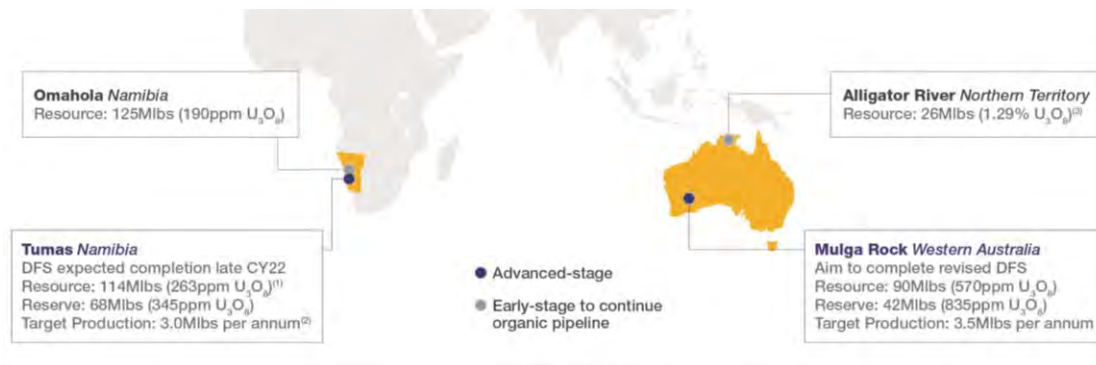 Omahola Namibia
Resource: 125Mlbs (190ppm U₃O₈)
Alligator River Northern Territory
Resource: 26Mlbs (1.29% U₃O₈)⁽³⁾
Tumas Namibia
DFS expected completion late CY22
Resource: 114Mlbs (263ppm U₃O₈)⁽¹⁾
Reserve: 68Mlbs (345ppm U₃O₈)
Target Production: 3.0Mlbs per annum⁽²⁾
Advanced-stage
Early-stage to continue
organic pipeline
Mulga Rock Western Australia
Aim to complete revised DFS
Resource: 90Mlbs (570ppm U₃O₈)
Reserve: 42Mlbs (835ppm U₃O₈)
Target Production: 3.5Mlbs per annum